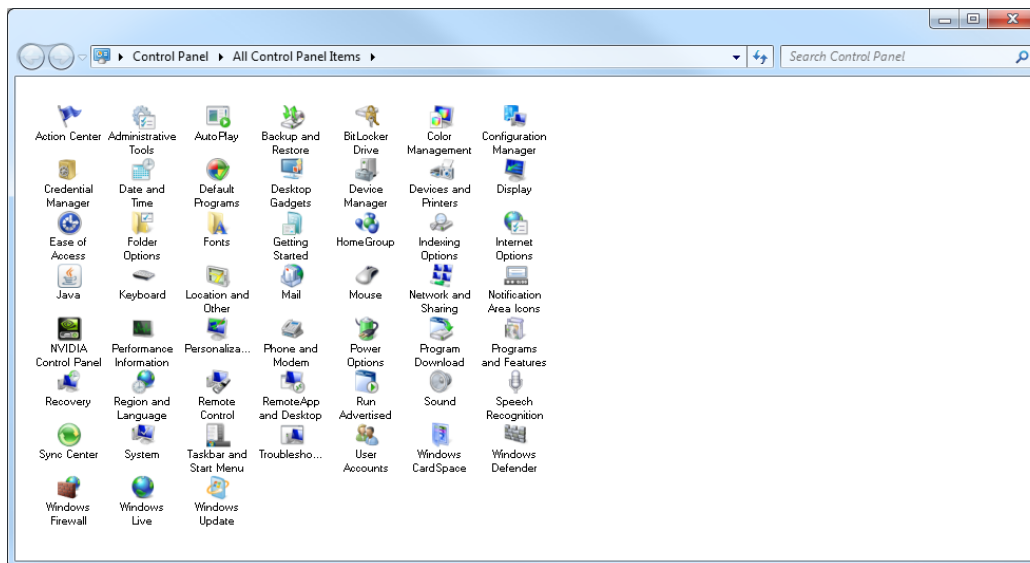 Control Panel ▸ All Control Panel Items ▸
Search Control Panel
Action Center Administrative Tools AutoPlay Backup and Restore BitLocker Drive Color Management Configuration Manager
Credential Manager Date and Time Default Programs Desktop Gadgets Device Manager Devices and Printers Display
Ease of Access Folder Options Fonts Getting Started HomeGroup Indexing Options Internet Options
Java Keyboard Location and Other Mail Mouse Network and Sharing Notification Area Icons
NVIDIA Control Panel Performance Information Personaliza... Phone and Modem Power Options Program Download Programs and Features
Recovery Region and Language Remote Control RemoteApp and Desktop Run Advertised Sound Speech Recognition
Sync Center System Taskbar and Start Menu Troublesho... User Accounts Windows CardSpace Windows Defender
Windows Firewall Windows Live Windows Update